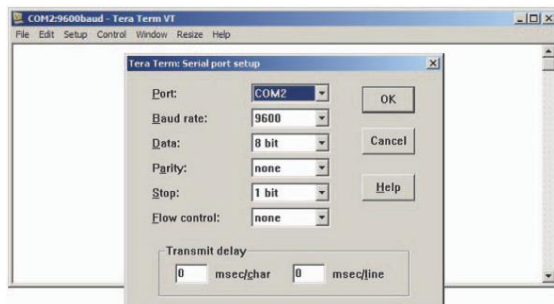 COM2:9600baud - Tera Term VT
File Edit Setup Control Window Resize Help
Tera Term: Serial port setup
Port: COM2 OK
Baud rate: 9600
Data: 8 bit Cancel
Parity: none
Stop: 1 bit Help
Flow control: none
Transmit delay
0 msec/char 0 msec/line